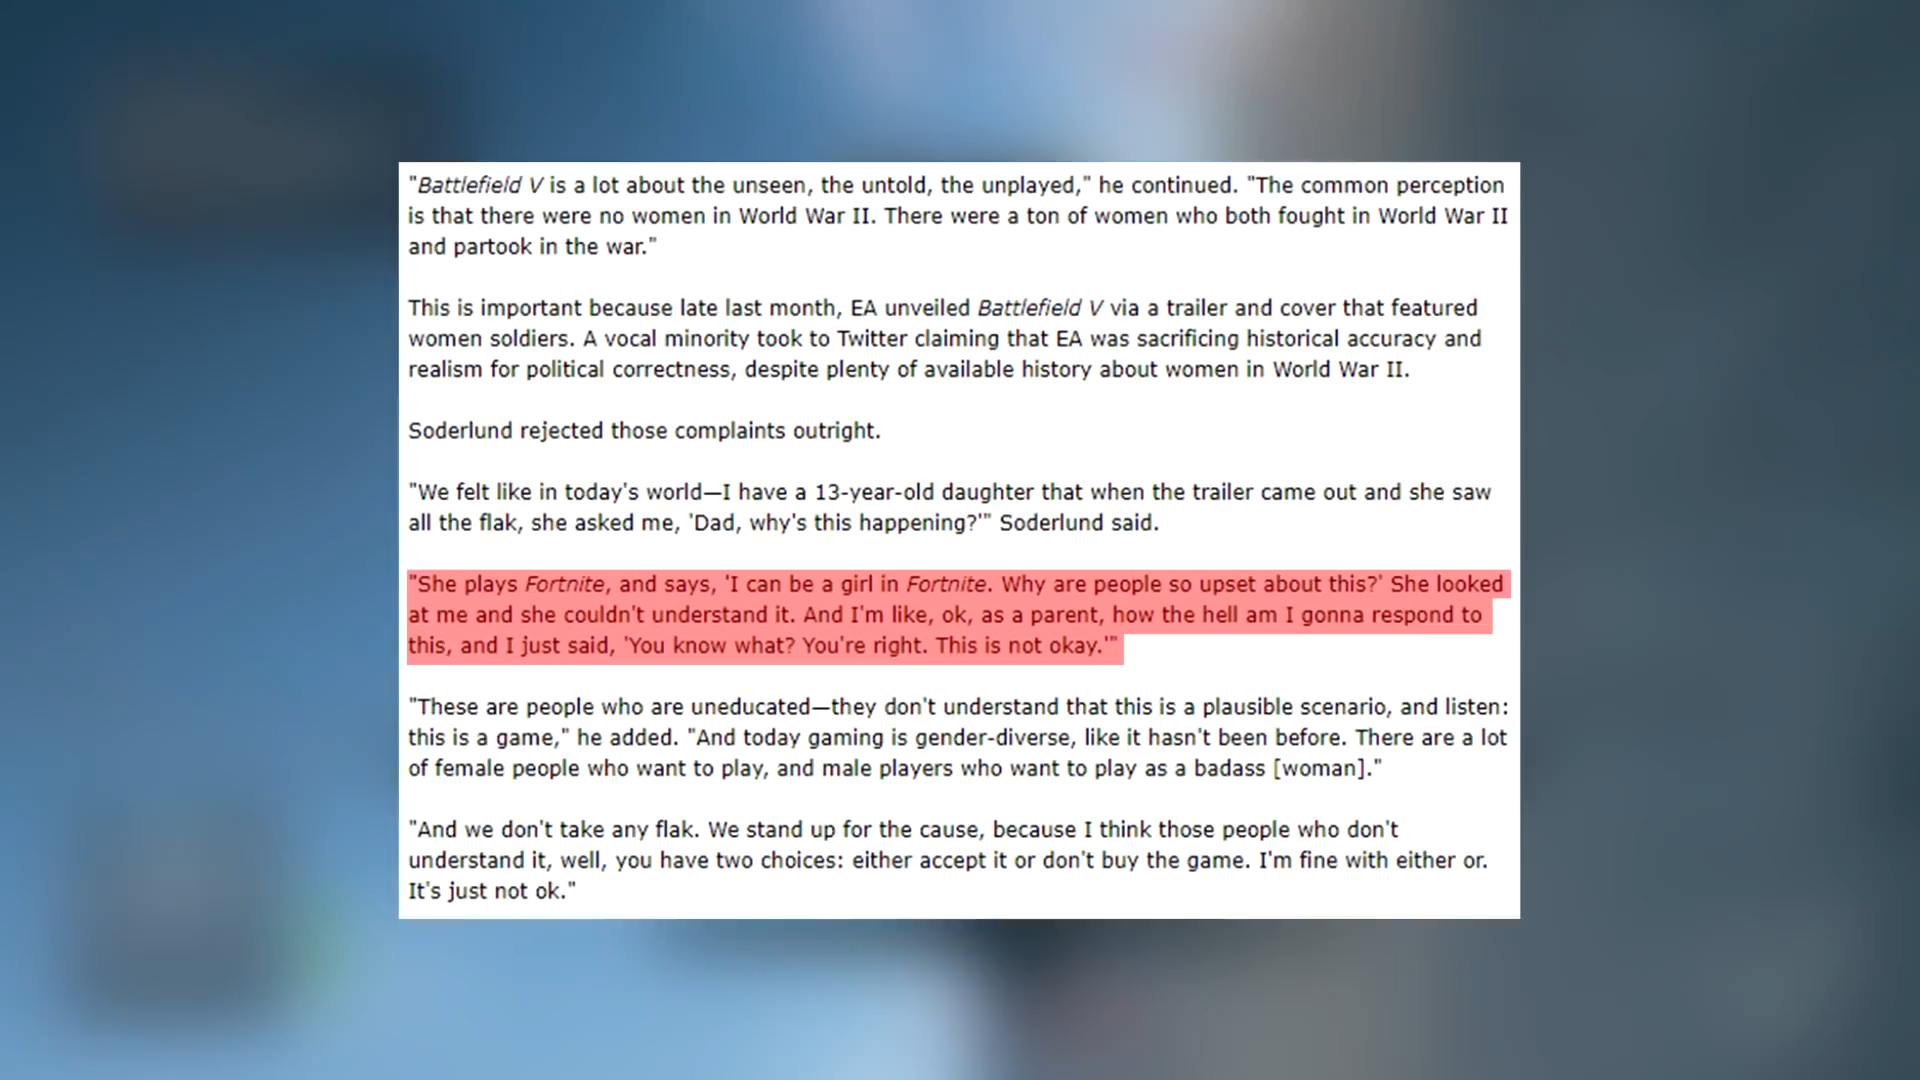 "Battlefield V is a lot about the unseen, the untold, the unplayed," he continued. "The common perception
is that there were no women in World War II. There were a ton of women who both fought in World War II
and partook in the war."
This is important because late last month, EA unveiled Battlefield V via a trailer and cover that featured
women soldiers. A vocal minority took to Twitter claiming that EA was sacrificing historical accuracy and
realism for political correctness, despite plenty of available history about women in World War II.
Soderlund rejected those complaints outright.
"We felt like in today's world—I have a 13-year-old daughter that when the trailer came out and she saw
all the flak, she asked me, 'Dad, why's this happening?'" Soderlund said.
"She plays Fortnite, and says, 'I can be a girl in Fortnite. Why are people so upset about this?' She looked
at me and she couldn't understand it. And I'm like, ok, as a parent, how the hell am I gonna respond to
this, and I just said, 'You know what? You're right. This is not okay.'"
"These are people who are uneducated—they don't understand that this is a plausible scenario, and listen:
this is a game," he added. "And today gaming is gender-diverse, like it hasn't been before. There are a lot
of female people who want to play, and male players who want to play as a badass [woman]."
"And we don't take any flak. We stand up for the cause, because I think those people who don't
understand it, well, you have two choices: either accept it or don't buy the game. I'm fine with either or.
It's just not ok."